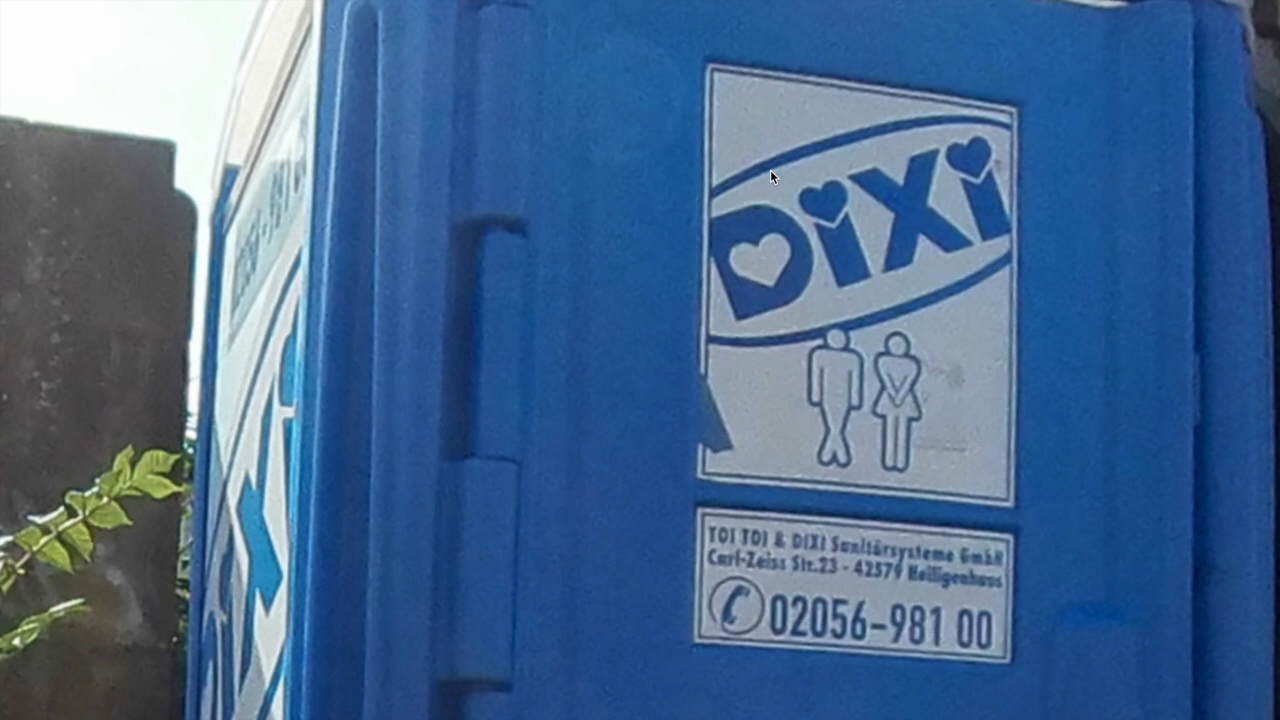 DiXi
TOI TOI & DIXI Sanitärsysteme GmbH
Carl-Zeiss Str.23 - 42579 Heiligenhaus
02056-981 00